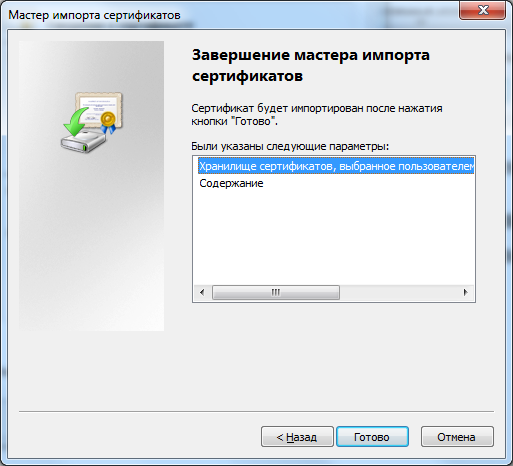 Мастер импорта сертификатов
Завершение мастера импорта
сертификатов
Сертификат будет импортирован после нажатия
кнопки "Готово".
Были указаны следующие параметры:
Хранилище сертификатов, выбранное пользователем
Содержание
< Назад
Готово
Отмена